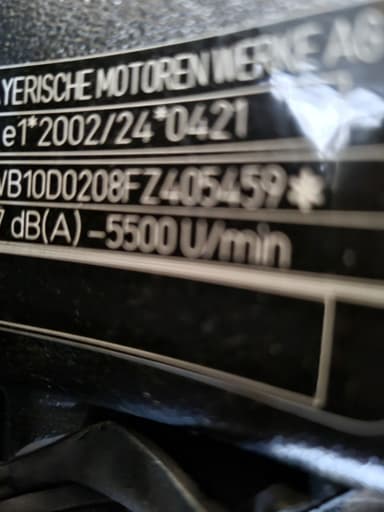 YERISCHE MOTOREN WERKE AG
e1*2002/24*0421
VB10D0208FZ405459*
7 dB(A) – 5500 U/min